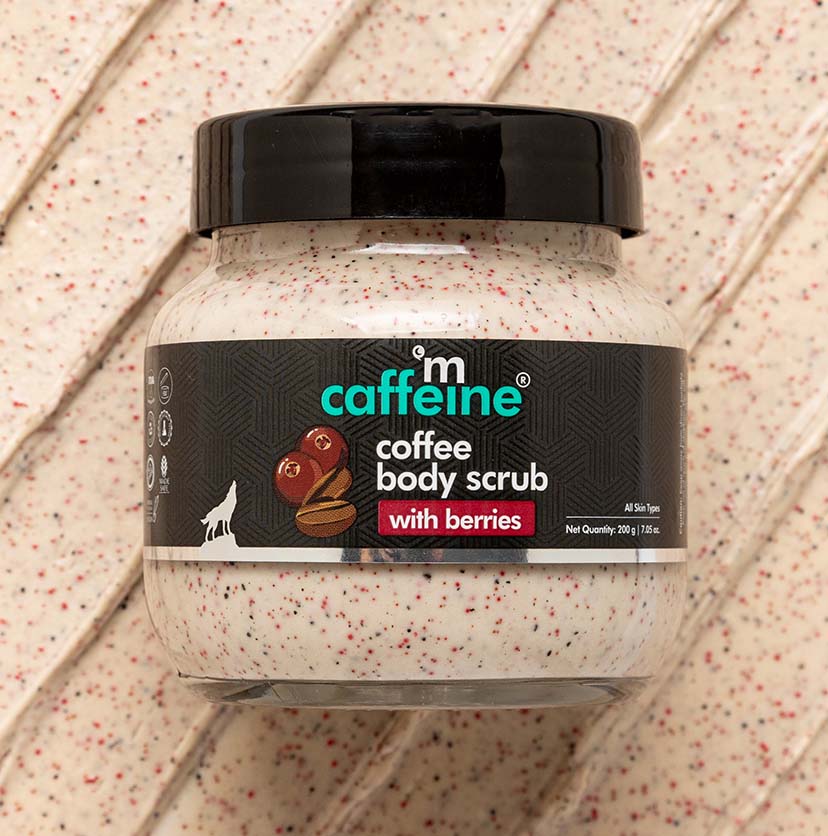 'm
caffeine®
coffee
body scrub
with berries
All Skin Types
Net Quantity: 200 g | 7.05 oz.